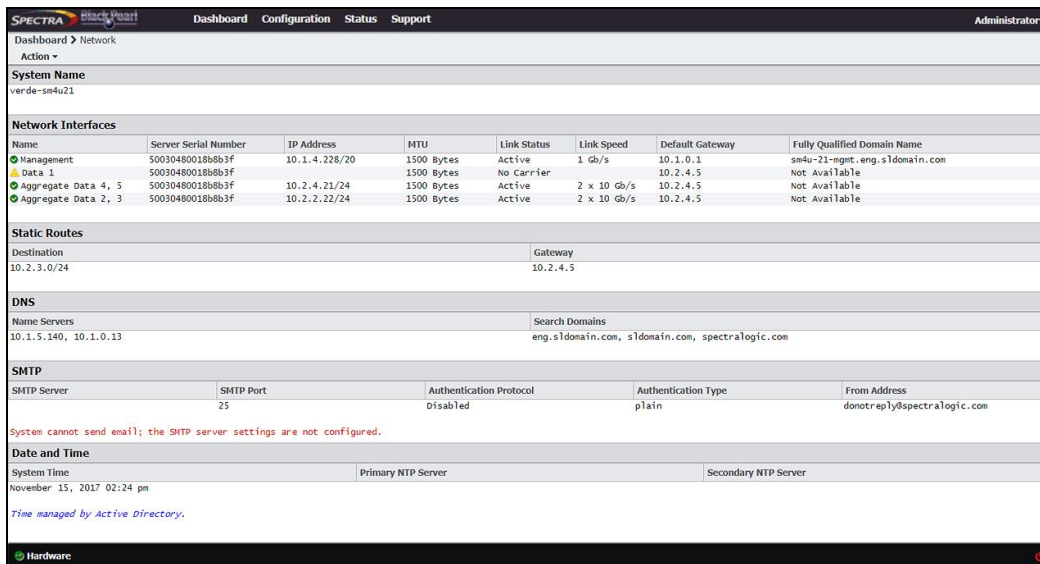 SPECTRA BlackPearl Dashboard Configuration Status Support Administrator
Dashboard > Network
Action
System Name
verde-sm4u21
Network Interfaces
Name Server Serial Number IP Address MTU Link Status Link Speed Default Gateway Fully Qualified Domain Name
Management 50030480018b8b3f 10.1.4.228/20 1500 Bytes Active 1 Gb/s 10.1.0.1 sm4u-21-mgmt.eng.sldomain.com
Data 1 50030480018b8b3f 1500 Bytes No Carrier 10.2.4.5 Not Available
Aggregate Data 4, 5 50030480018b8b3f 10.2.4.21/24 1500 Bytes Active 2 x 10 Gb/s 10.2.4.5 Not Available
Aggregate Data 2, 3 50030480018b8b3f 10.2.2.22/24 1500 Bytes Active 2 x 10 Gb/s 10.2.4.5 Not Available
Static Routes
Destination Gateway
10.2.3.0/24 10.2.4.5
DNS
Name Servers Search Domains
10.1.5.140, 10.1.0.13 eng.sldomain.com, sldomain.com, spectralogic.com
SMTP
SMTP Server SMTP Port Authentication Protocol Authentication Type From Address
25 Disabled plain donotreply@spectralogic.com
System cannot send email; the SMTP server settings are not configured.
Date and Time
System Time Primary NTP Server Secondary NTP Server
November 15, 2017 02:24 pm
Time managed by Active Directory.
Hardware